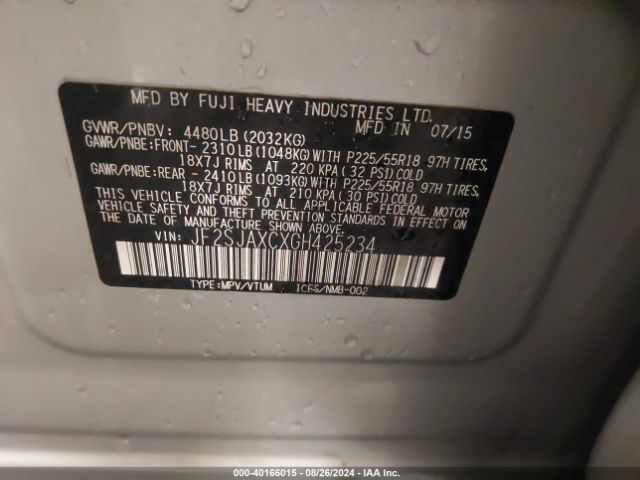 MFD BY FUJI HEAVY INDUSTRIES LTD.
GVWR/PNBV: 4480LB(2032KG) MFD IN 07/15
GAWR/PNBE:FRONT- 2310LB(1048KG)WITH P225/55R18 97H TIRES,
18X7J RIMS AT 220 KPA(32 PSI)COLD
GAWR/PNBE:REAR - 2410LB(1093KG)WITH P225/55R18 97H TIRES,
18X7J RIMS AT 210 KPA(30 PSI)COLD
THIS VEHICLE CONFORMS TO ALL APPLICABLE FEDERAL MOTOR
VEHICLE SAFETY AND THEFT PREVENTION STANDARDS IN EFFECT
ON THE DATE OF MANUFACTURE SHOWN ABOVE.
VIN: JF2SJAXCXGH425234
TYPE:MPV/VTUM ICES/NMB-002
000-40166015 - 08/26/2024 - IAA Inc.